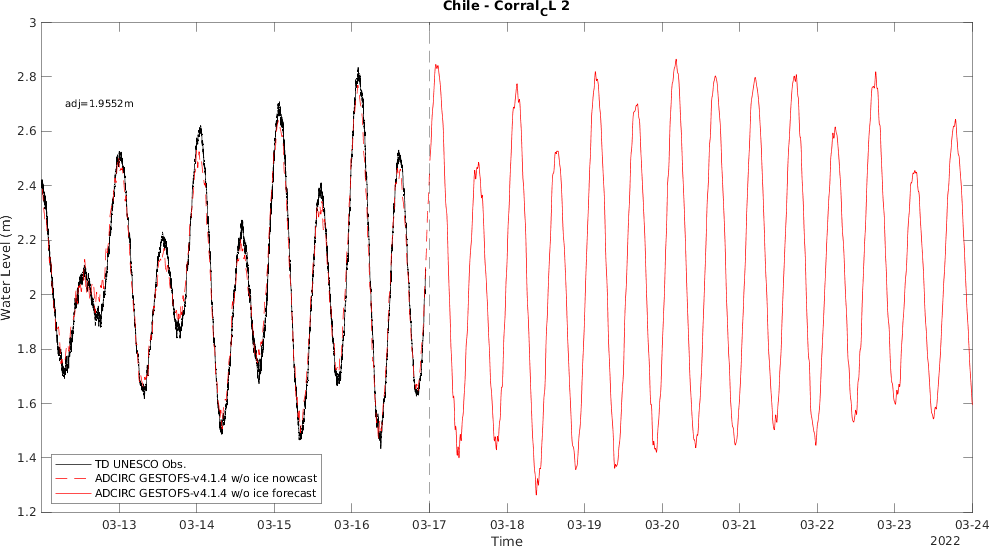 Chile - CorralCL 2
adj=1.9552m
Water Level (m)
3
2.8
2.6
2.4
2.2
2
1.8
1.6
1.4
1.2
TD UNESCO Obs.
ADCIRC GESTOFS-v4.1.4 w/o ice nowcast
ADCIRC GESTOFS-v4.1.4 w/o ice forecast
03-13 03-14 03-15 03-16 03-17 03-18 03-19 03-20 03-21 03-22 03-23 03-24
Time
2022